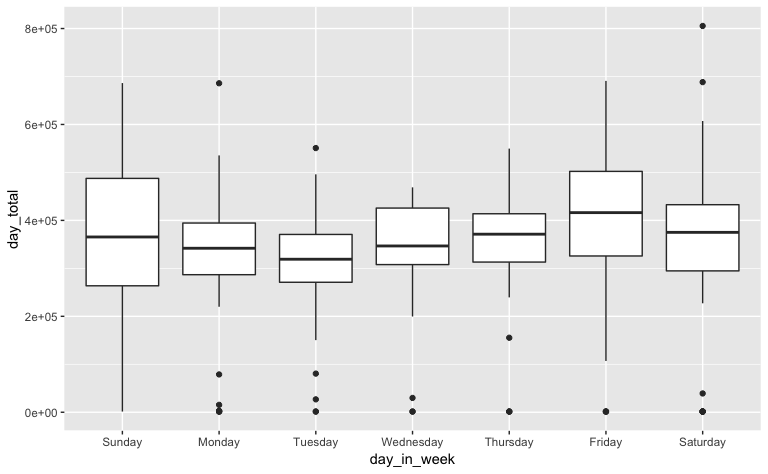 day_total
8e+05
6e+05
4e+05
2e+05
0e+00
Sunday Monday Tuesday Wednesday Thursday Friday Saturday
day_in_week